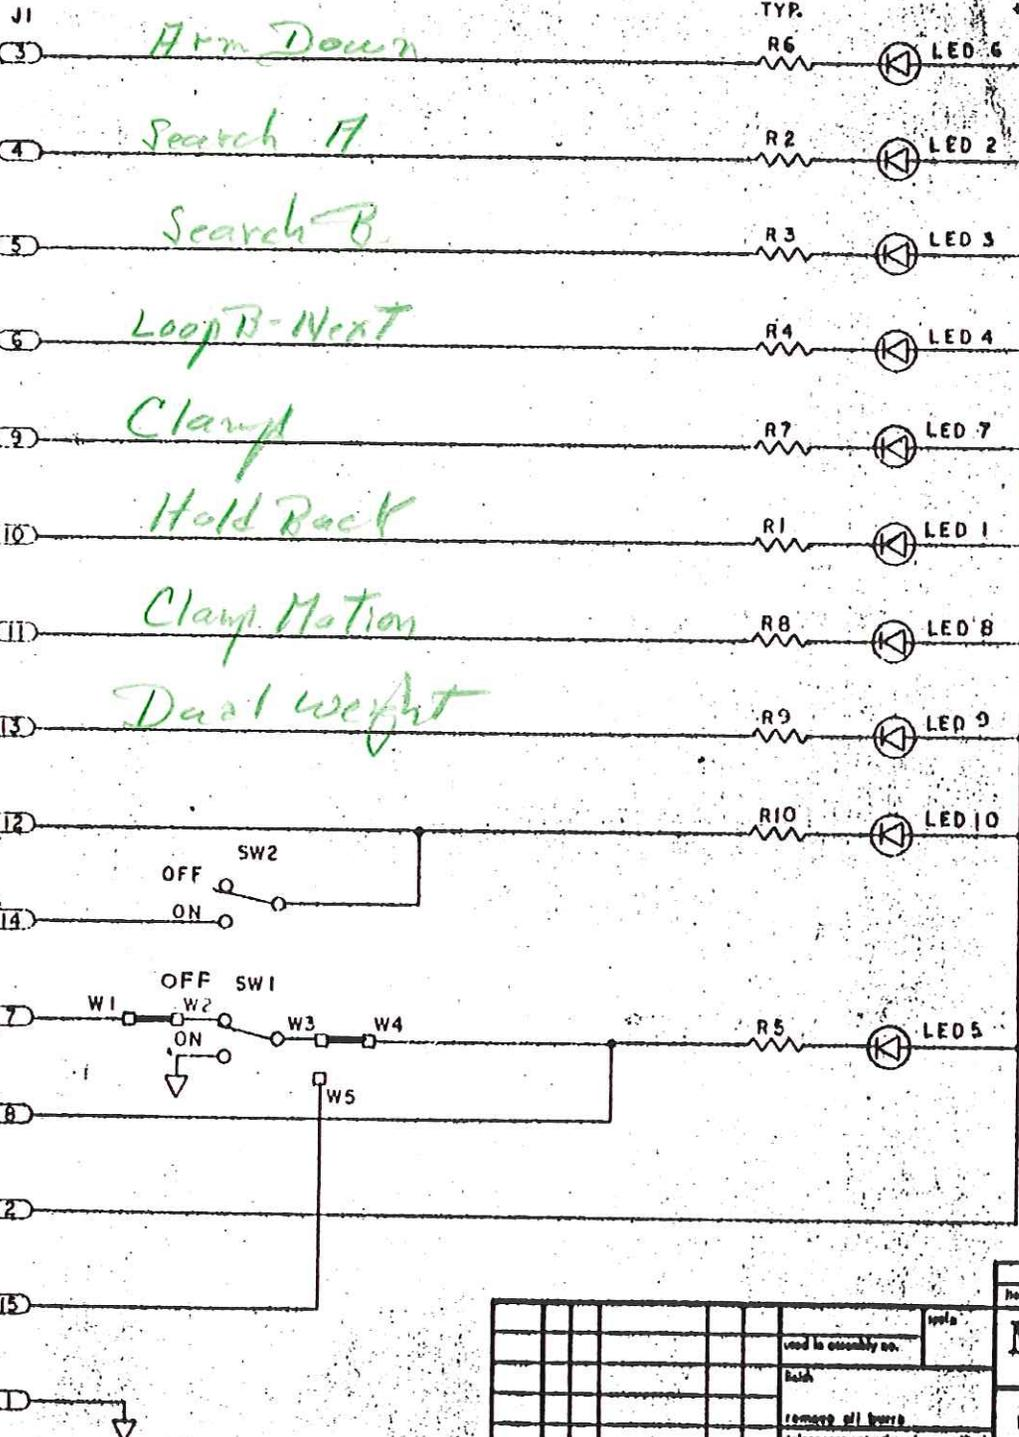 J1
TYP.
3 Arm Down R6 LED 6
4 Search A R2 LED 2
5 Search B R3 LED 3
6 Loop B-Next R4 LED 4
9 Clamp R7 LED 7
10 Hold Back R1 LED 1
11 Clamp Motion R8 LED 8
13 Dual Weight R9 LED 9
12 R10 LED 10
SW2
OFF
14 ON
OFF SW1
7 W1 W2 W3 W4 R5 LED 5
ON
W5
8
2
15
used in assembly no.
finish
1
remove all burrs